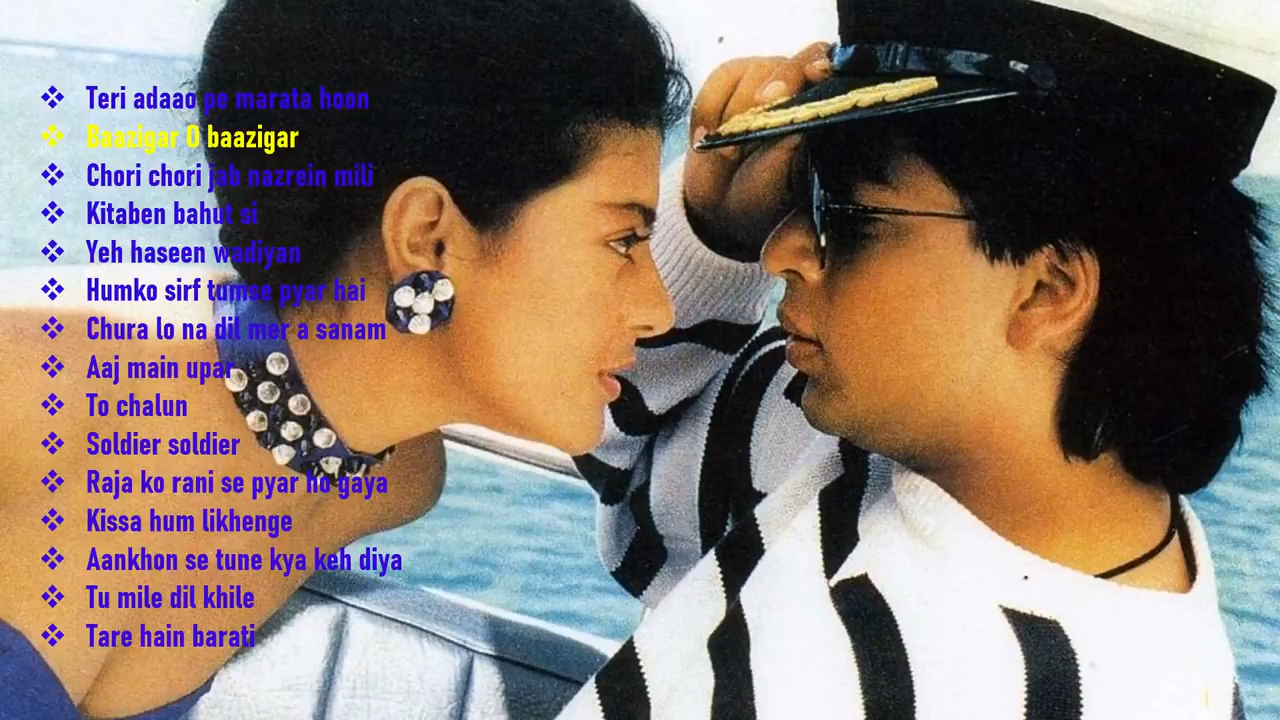 Teri adaao pe marata hoon
Baazigar O baazigar
Chori chori jab nazrein mili
Kitaben bahut si
Yeh haseen wadiyan
Humko sirf tumse pyar hai
Chura lo na dil mer a sanam
Aaj main upar
To chalun
Soldier soldier
Raja ko rani se pyar ho gaya
Kissa hum likhenge
Aankhon se tune kya keh diya
Tu mile dil khile
Tare hain barati